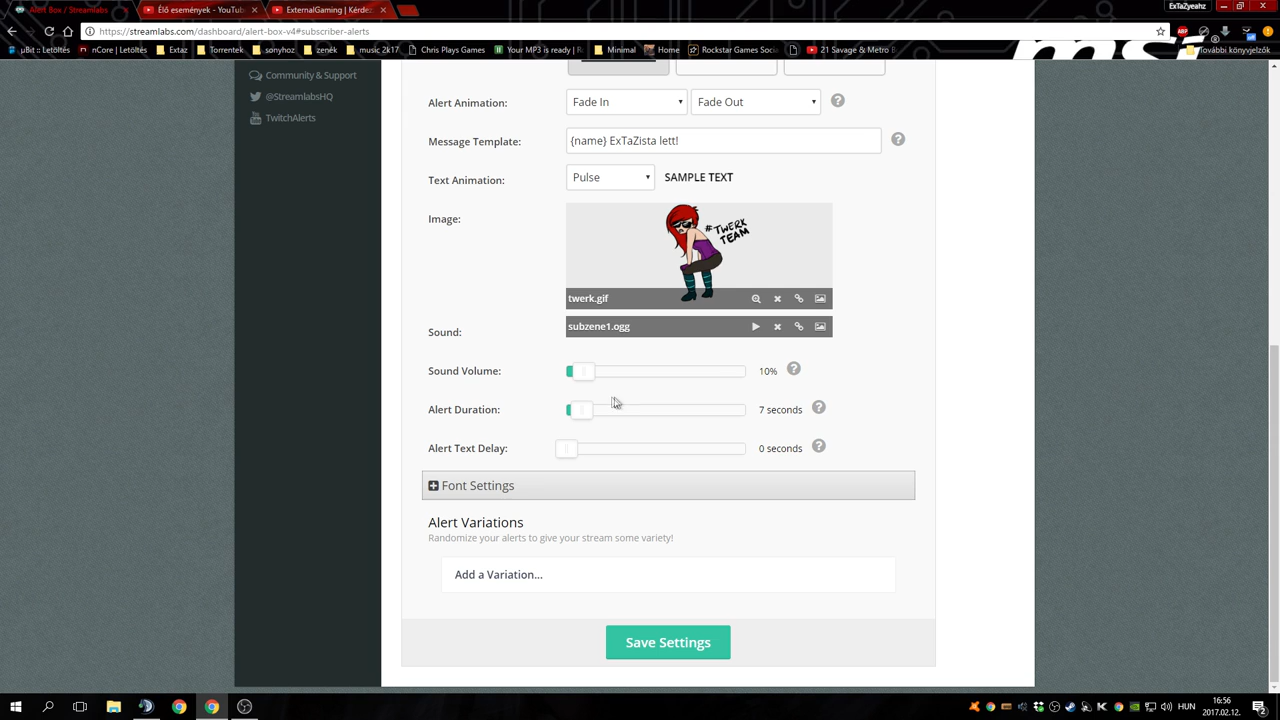 Alert Box / Streamlabs
Élő események - YouTub
ExternalGaming | Kérdez
ExTaZyeahz
https://streamlabs.com/dashboard/alert-box-v4#subscriber-alerts
µBit :: Letöltés
nCore | Letöltés
Extaz
Torrentek
sonyhoz
zenék
music 2k17
Chris Plays Games
Your MP3 is ready | R
Minimal
Home
Rockstar Games Socia
21 Savage & Metro B
További könyvjelzők
Community & Support
@StreamlabsHQ
TwitchAlerts
Alert Animation:
Fade In
Fade Out
Message Template:
{name} ExTaZista lett!
Text Animation:
Pulse
SAMPLE TEXT
Image:
#TWERK
TEAM
twerk.gif
Sound:
subzene1.ogg
Sound Volume:
10%
Alert Duration:
7 seconds
Alert Text Delay:
0 seconds
Font Settings
Alert Variations
Randomize your alerts to give your stream some variety!
Add a Variation...
Save Settings
HUN
16:56
2017.02.12.